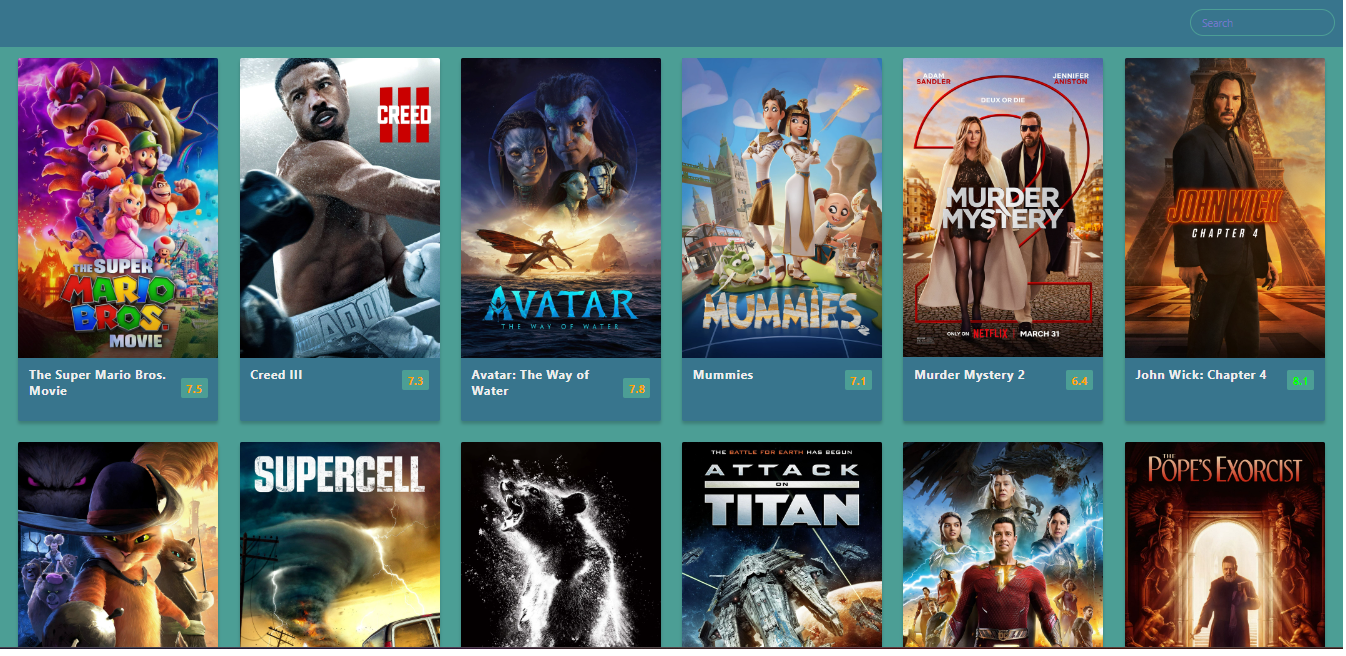 Search
III
CREED
ADON
THE SUPER
MARIO
BROS.
MOVIE
AVATAR
THE WAY OF WATER
MUMMIES
ADAM
SANDLER
JENNIFER
ANISTON
DEUX OR DIE
2
MURDER
MYSTERY
ONLY ON NETFLIX MARCH 31
JOHN WICK
CHAPTER 4
The Super Mario Bros.
Movie
7.5
Creed III
7.3
Avatar: The Way of
Water
7.8
Mummies
7.1
Murder Mystery 2
6.4
John Wick: Chapter 4
8.1
SUPERCELL
THE BATTLE FOR EARTH HAS BEGUN
ATTACK
ON
TITAN
THE
POPE'S EXORCIST